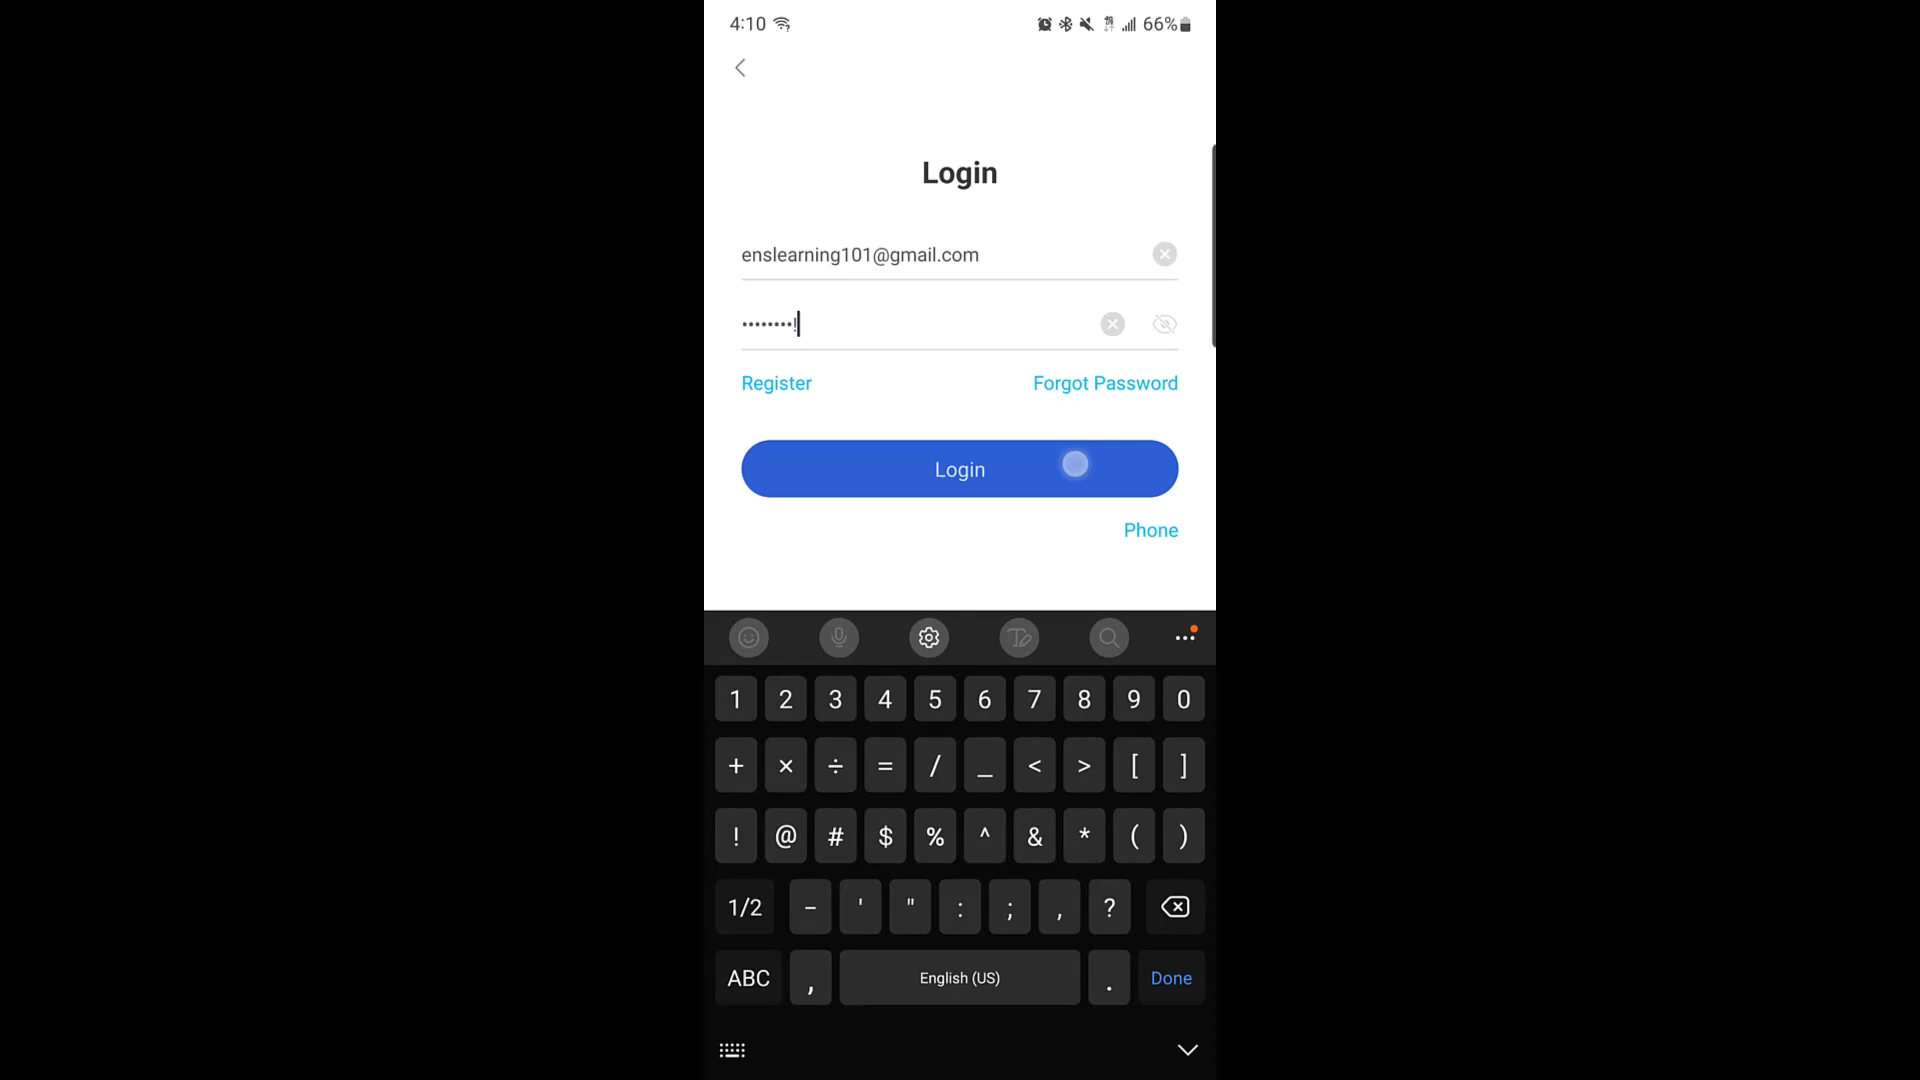 4:10 66%
Login
enslearning101@gmail.com
••••••••!
Register Forgot Password
Login
Phone
1 2 3 4 5 6 7 8 9 0
+ × ÷ = / _ < > [ ]
! @ # $ % ^ & * ( )
1/2 - ' " : ; , ?
ABC , English (US) . Done